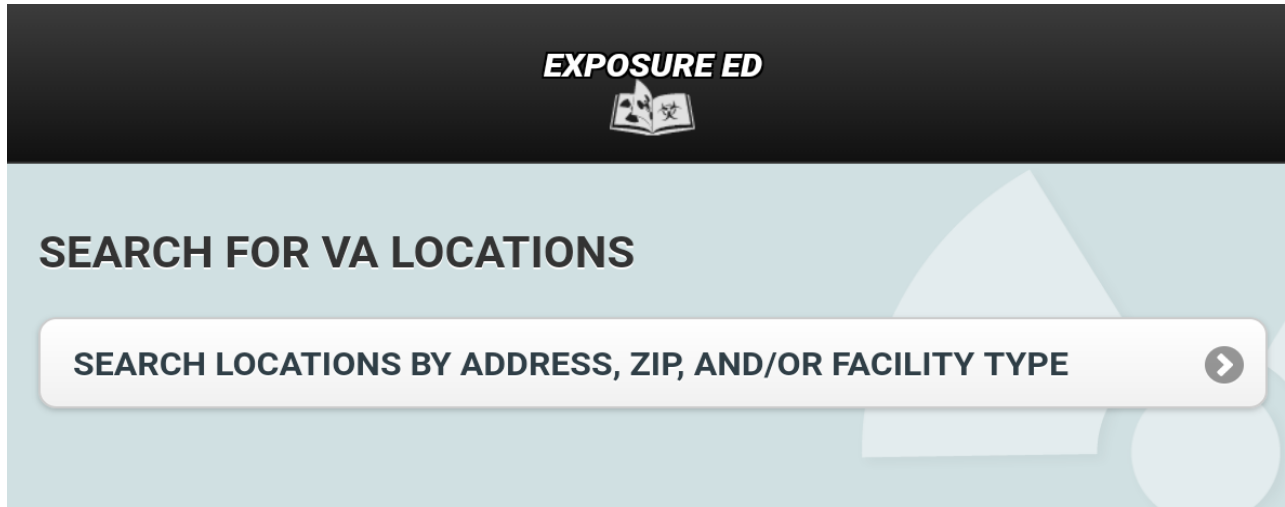 EXPOSURE ED
SEARCH FOR VA LOCATIONS
SEARCH LOCATIONS BY ADDRESS, ZIP, AND/OR FACILITY TYPE